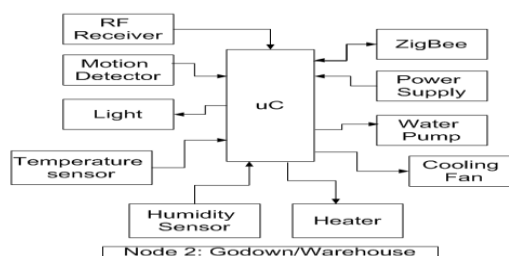 RF
Receiver
Motion
Detector
Light
Temperature
sensor
Humidity
Sensor
uC
Heater
ZigBee
Power
Supply
Water
Pump
Cooling
Fan
Node 2: Godown/Warehouse